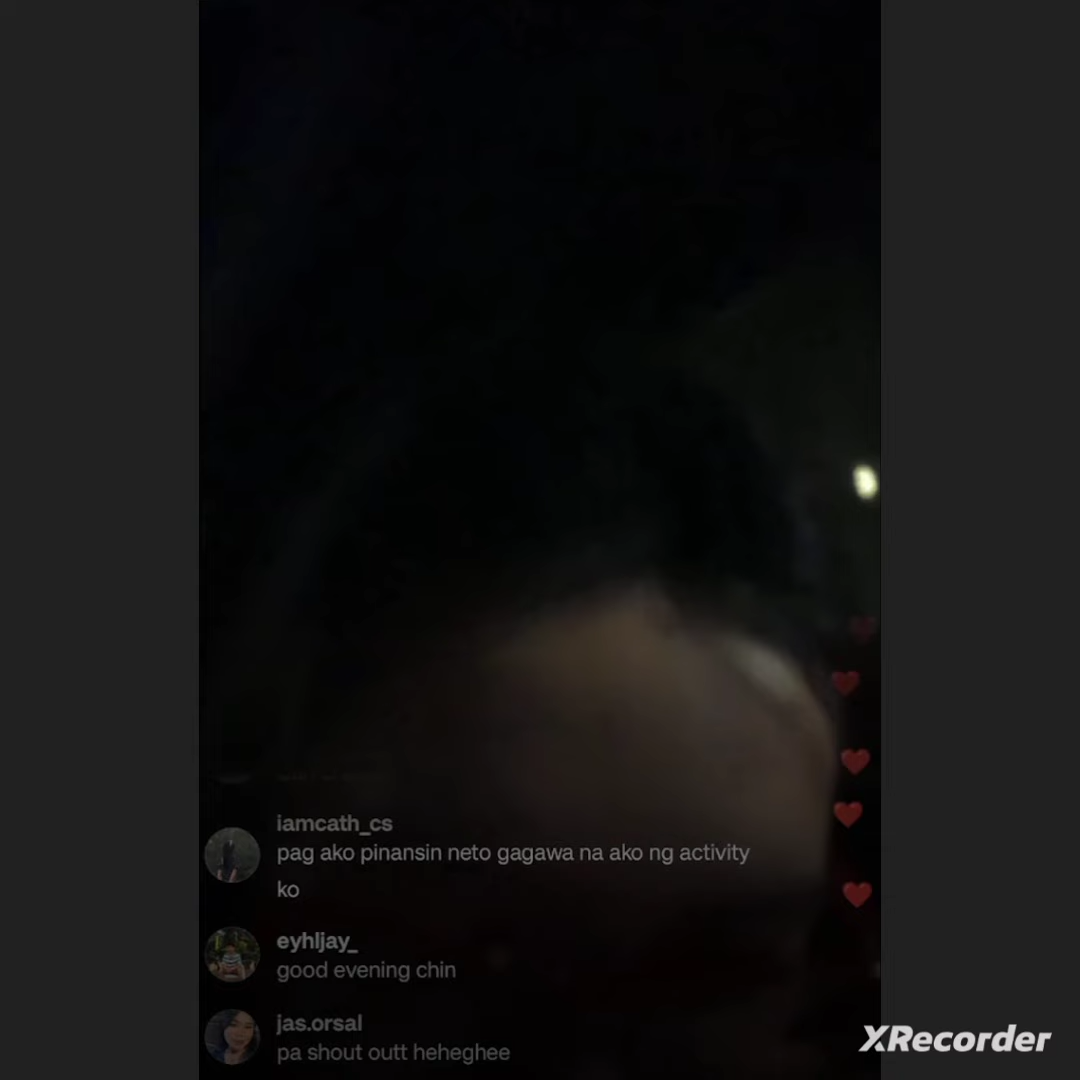 iamcath_cs
pag ako pinansin neto gagawa na ako ng activity
ko
eyhljay_
good evening chin
jas.orsal
pa shout outt heheghee
XRecorder